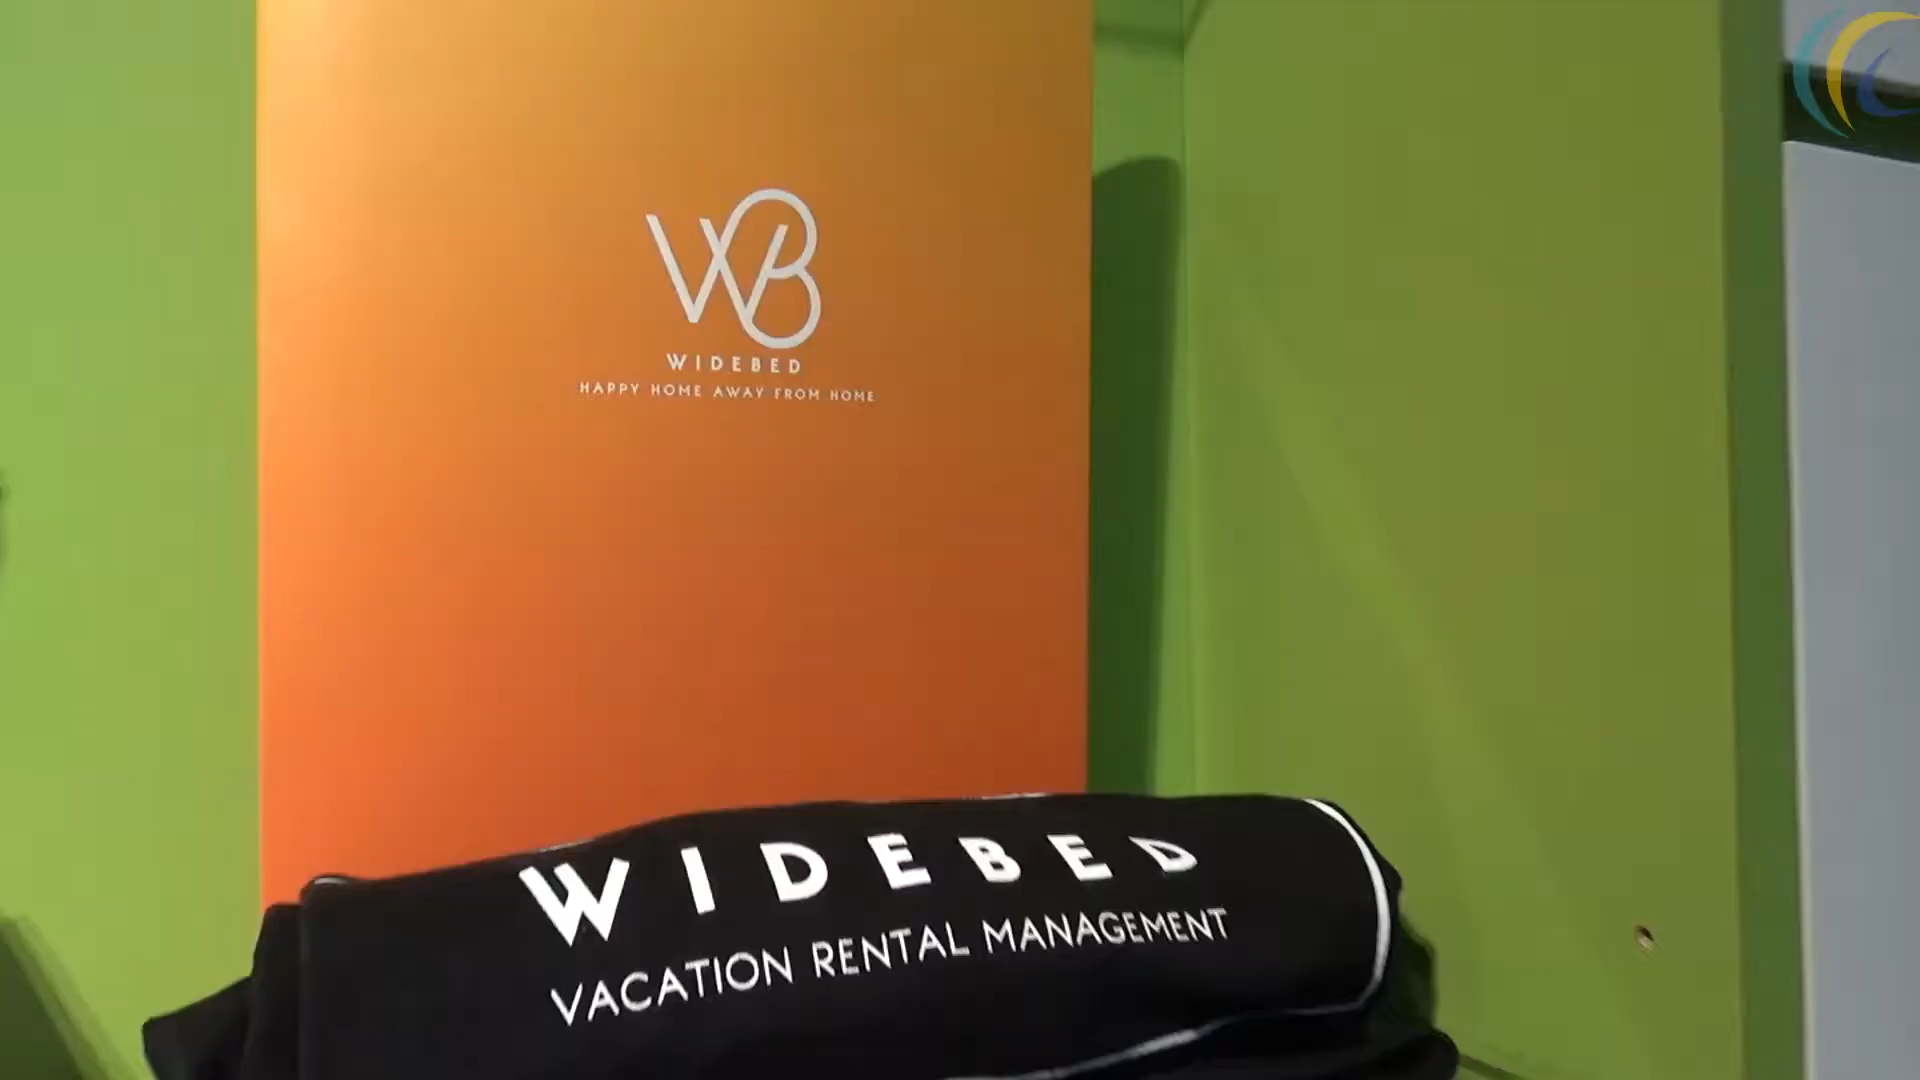 WB
WIDEBED
HAPPY HOME AWAY FROM HOME
WIDEBED
VACATION RENTAL MANAGEMENT